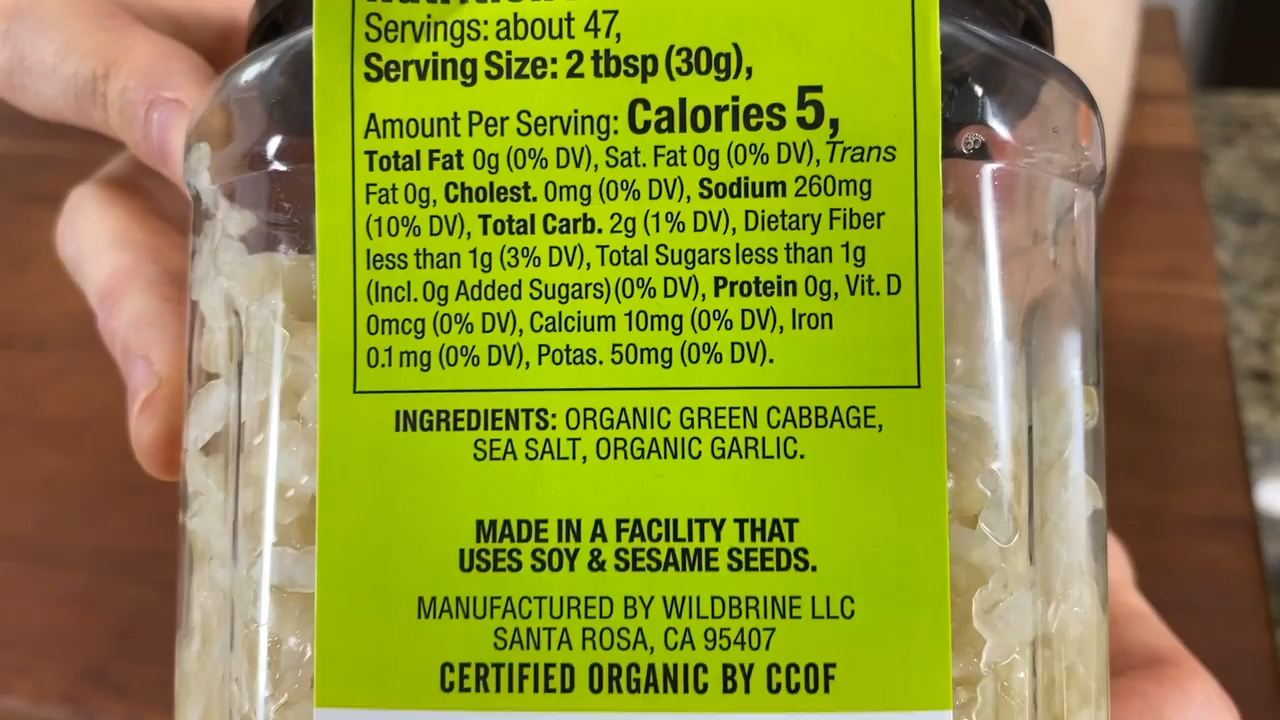 Nutrition
Servings: about 47,
Serving Size: 2 tbsp (30g),
Amount Per Serving: Calories 5,
Total Fat 0g (0% DV), Sat. Fat 0g (0% DV), Trans
Fat 0g, Cholest. 0mg (0% DV), Sodium 260mg
(10% DV), Total Carb. 2g (1% DV), Dietary Fiber
less than 1g (3% DV), Total Sugars less than 1g
(Incl. 0g Added Sugars) (0% DV), Protein 0g, Vit. D
0mcg (0% DV), Calcium 10mg (0% DV), Iron
0.1 mg (0% DV), Potas. 50mg (0% DV).
INGREDIENTS: ORGANIC GREEN CABBAGE,
SEA SALT, ORGANIC GARLIC.
MADE IN A FACILITY THAT
USES SOY & SESAME SEEDS.
MANUFACTURED BY WILDBRINE LLC
SANTA ROSA, CA 95407
CERTIFIED ORGANIC BY CCOF